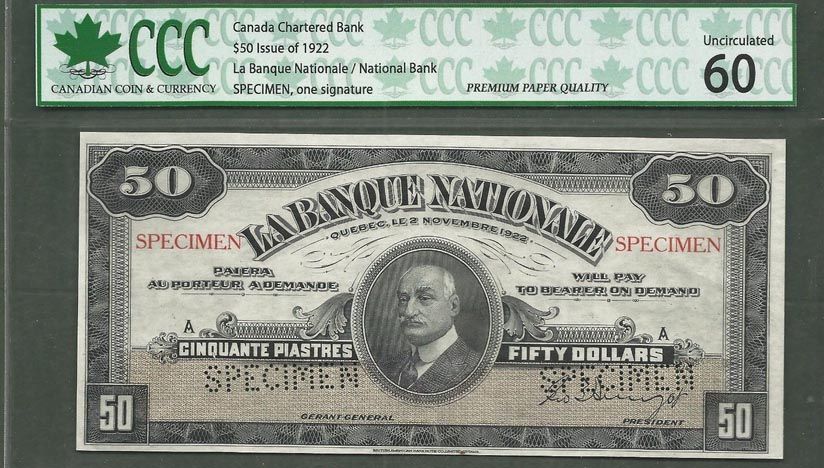 CCC
CANADIAN COIN & CURRENCY
Canada Chartered Bank
$50 Issue of 1922
La Banque Nationale / National Bank
SPECIMEN, one signature
PREMIUM PAPER QUALITY
Uncirculated
60
50
50
LA BANQUE NATIONALE
QUEBEC, LE 2 NOVEMBRE 1922
SPECIMEN
SPECIMEN
PAIERA
AU PORTEUR A DEMANDE
WILL PAY
TO BEARER ON DEMAND
A
A
CINQUANTE PIASTRES
FIFTY DOLLARS
SPECIMEN
SPECIMEN
50
50
GERANT-GENERAL
PRESIDENT